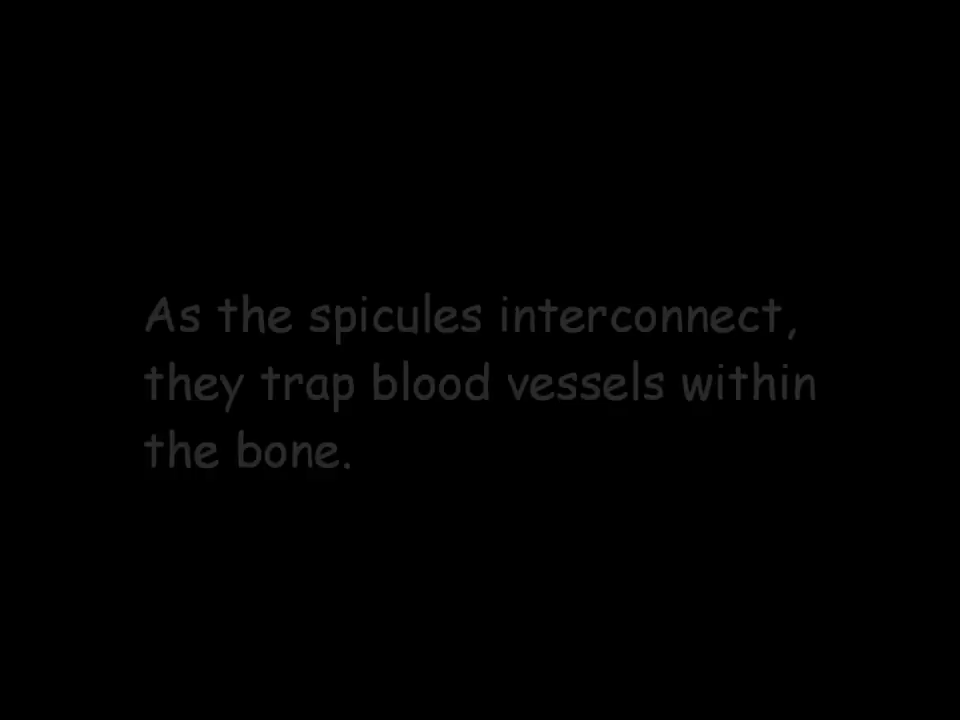 As the spicules interconnect,
they trap blood vessels within
the bone.